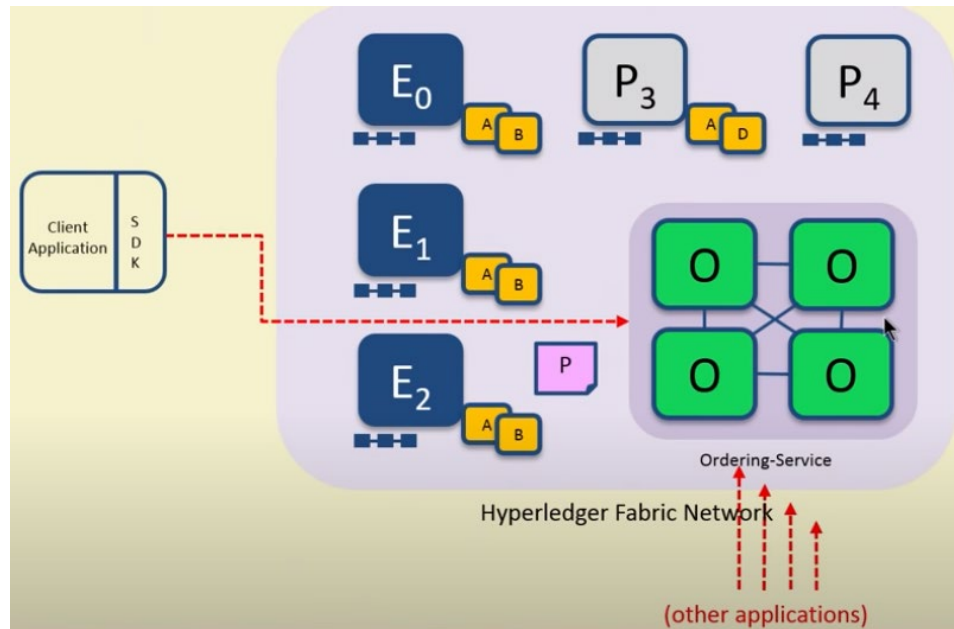 E0
A
B
P3
A
D
P4
Client
Application
S
D
K
E1
A
B
O
O
E2
A
B
P
O
O
Ordering-Service
Hyperledger Fabric Network
(other applications)